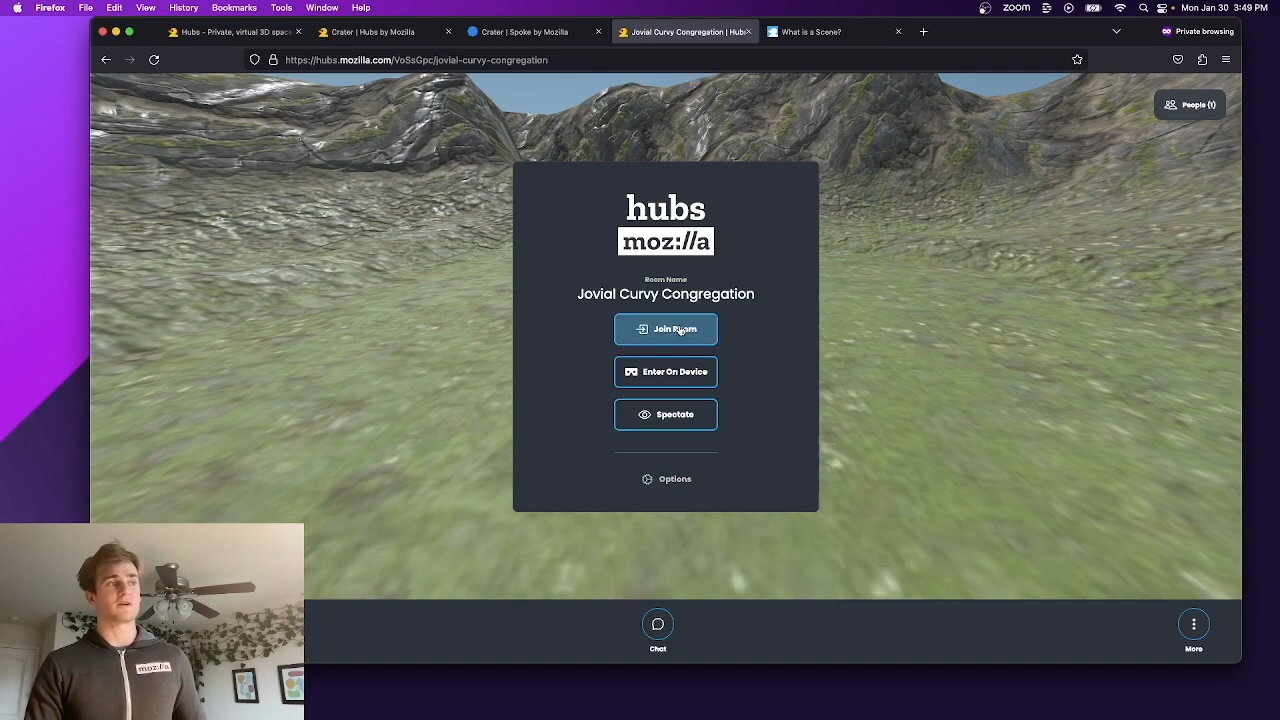 Firefox File Edit View History Bookmarks Tools Window Help
zoom
Mon Jan 30 3:49 PM
Hubs - Private, virtual 3D space
Crater | Hubs by Mozilla
Crater | Spoke by Mozilla
Jovial Curvy Congregation | Hub
What is a Scene?
Private browsing
https://hubs.mozilla.com/VoSsGpc/jovial-curvy-congregation
People (1)
hubs
moz://a
Room Name
Jovial Curvy Congregation
Join Room
Enter On Device
Spectate
Options
Chat
More
moz://a